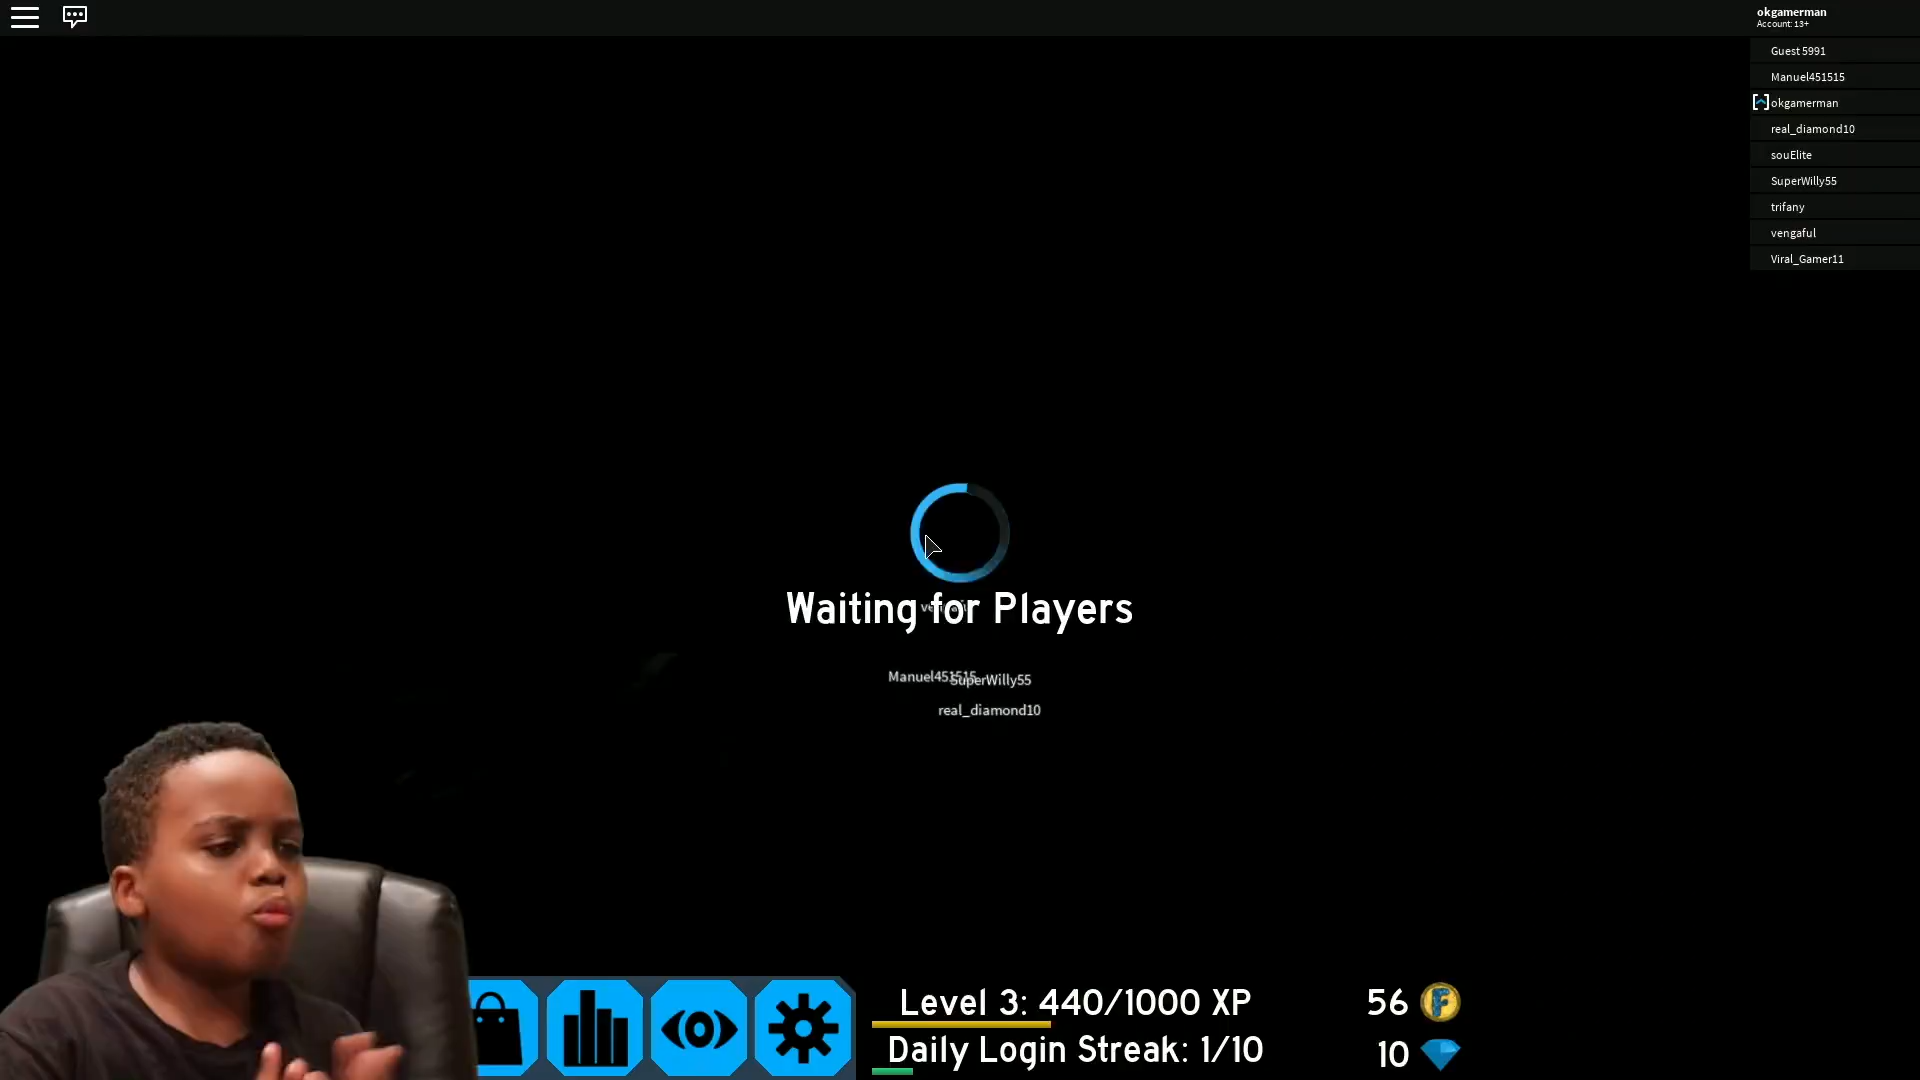 okgamerman
Account: 13+
Guest 5991
Manuel451515
okgamerman
real_diamond10
souElite
SuperWilly55
trifany
vengaful
Viral_Gamer11
Waiting for Players
Manuel451515
SuperWilly55
real_diamond10
Level 3: 440/1000 XP
56
Daily Login Streak: 1/10
10